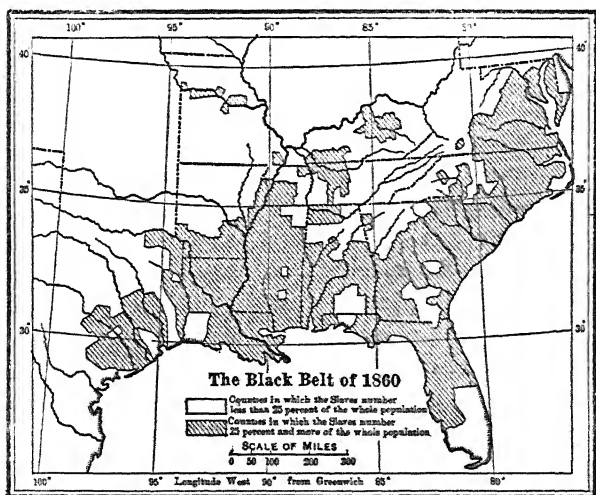 100° 95° 90° 85° 80°
40 40
35 35
30 30
The Black Belt of 1860
Counties in which the Slaves number
less than 25 percent of the whole population
Counties in which the Slaves number
25 percent and more of the whole population
SCALE OF MILES
0 50 100 200 300
100° 95° Longitude West 90° from Greenwich 85° 80°